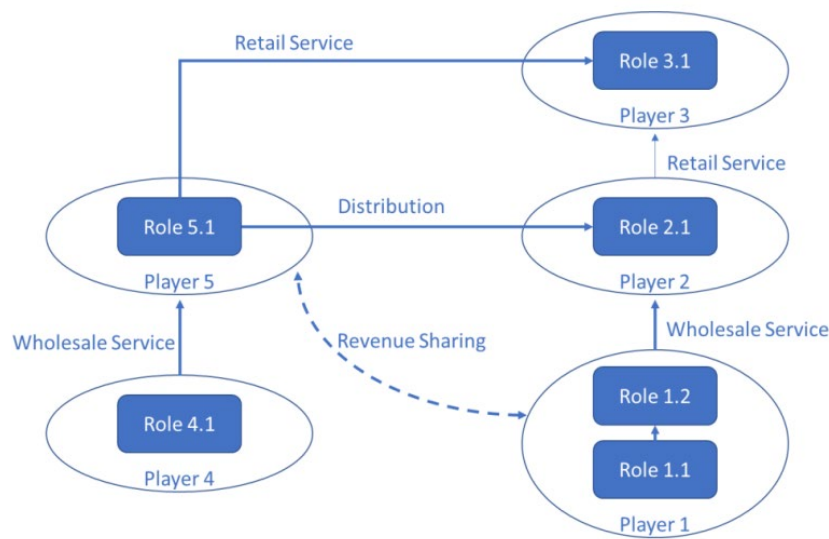 Retail Service
Role 3.1
Player 3
Retail Service
Role 5.1
Distribution
Role 2.1
Player 5
Player 2
Wholesale Service
Revenue Sharing
Wholesale Service
Role 4.1
Role 1.2
Player 4
Role 1.1
Player 1